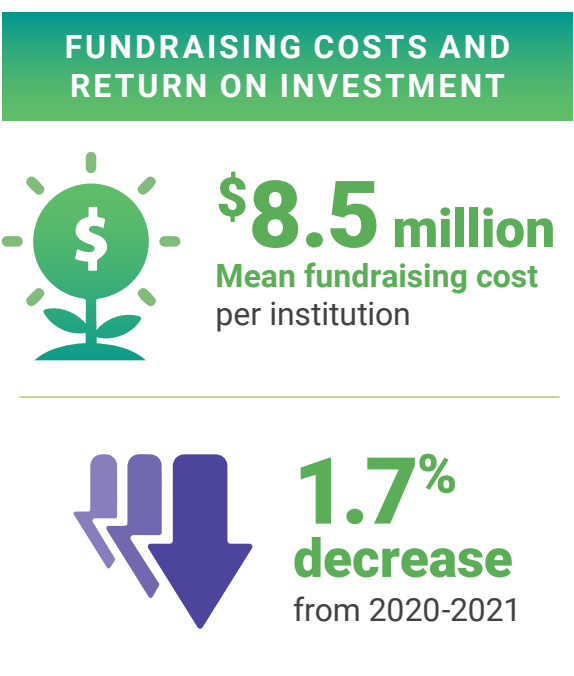 FUNDRAISING COSTS AND
RETURN ON INVESTMENT
$
$8.5 million
Mean fundraising cost
per institution
1.7%
decrease
from 2020-2021